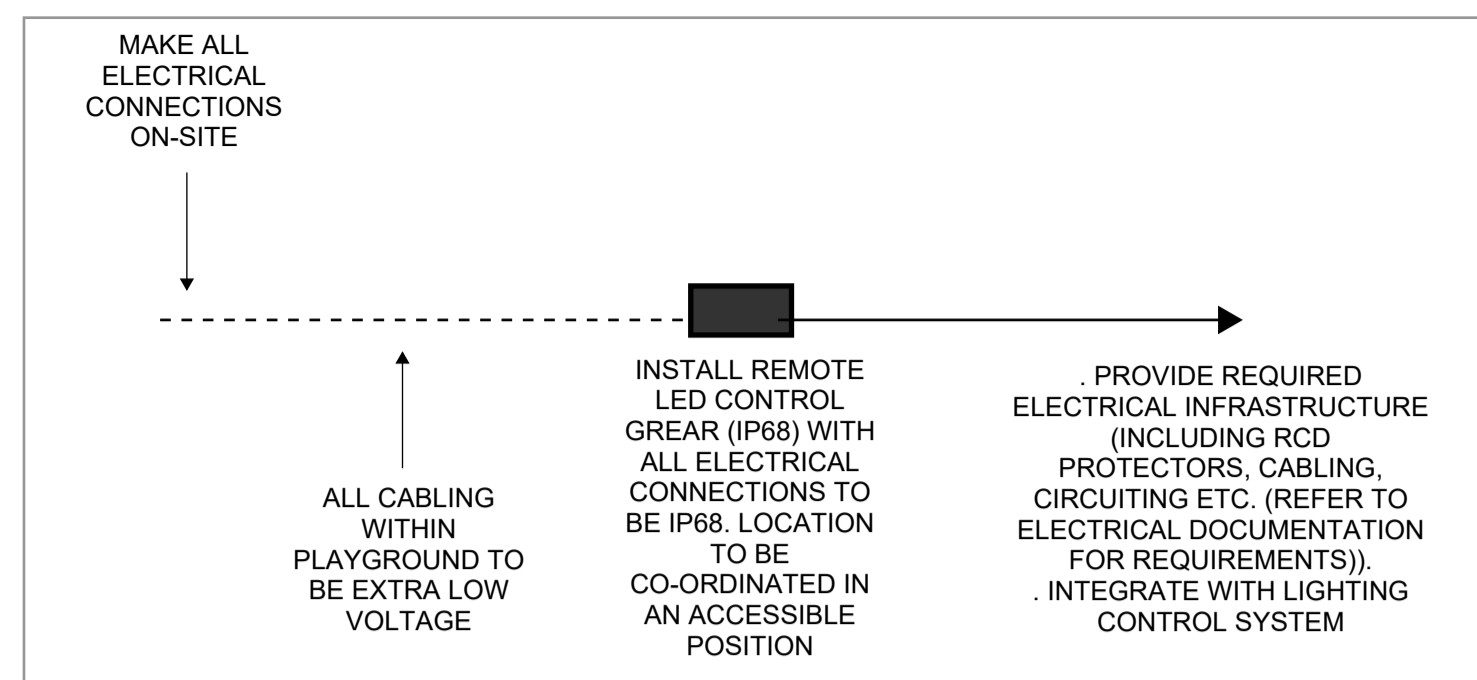 MAKE ALL
ELECTRICAL
CONNECTIONS
ON-SITE
ALL CABLING
WITHIN
PLAYGROUND TO
BE EXTRA LOW
VOLTAGE
INSTALL REMOTE
LED CONTROL
GREAR (IP68) WITH
ALL ELECTRICAL
CONNECTIONS TO
BE IP68. LOCATION
TO BE
CO-ORDINATED IN
AN ACCESSIBLE
POSITION
. PROVIDE REQUIRED
ELECTRICAL INFRASTRUCTURE
(INCLUDING RCD
PROTECTORS, CABLING,
CIRCUITING ETC. (REFER TO
ELECTRICAL DOCUMENTATION
FOR REQUIREMENTS)).
. INTEGRATE WITH LIGHTING
CONTROL SYSTEM